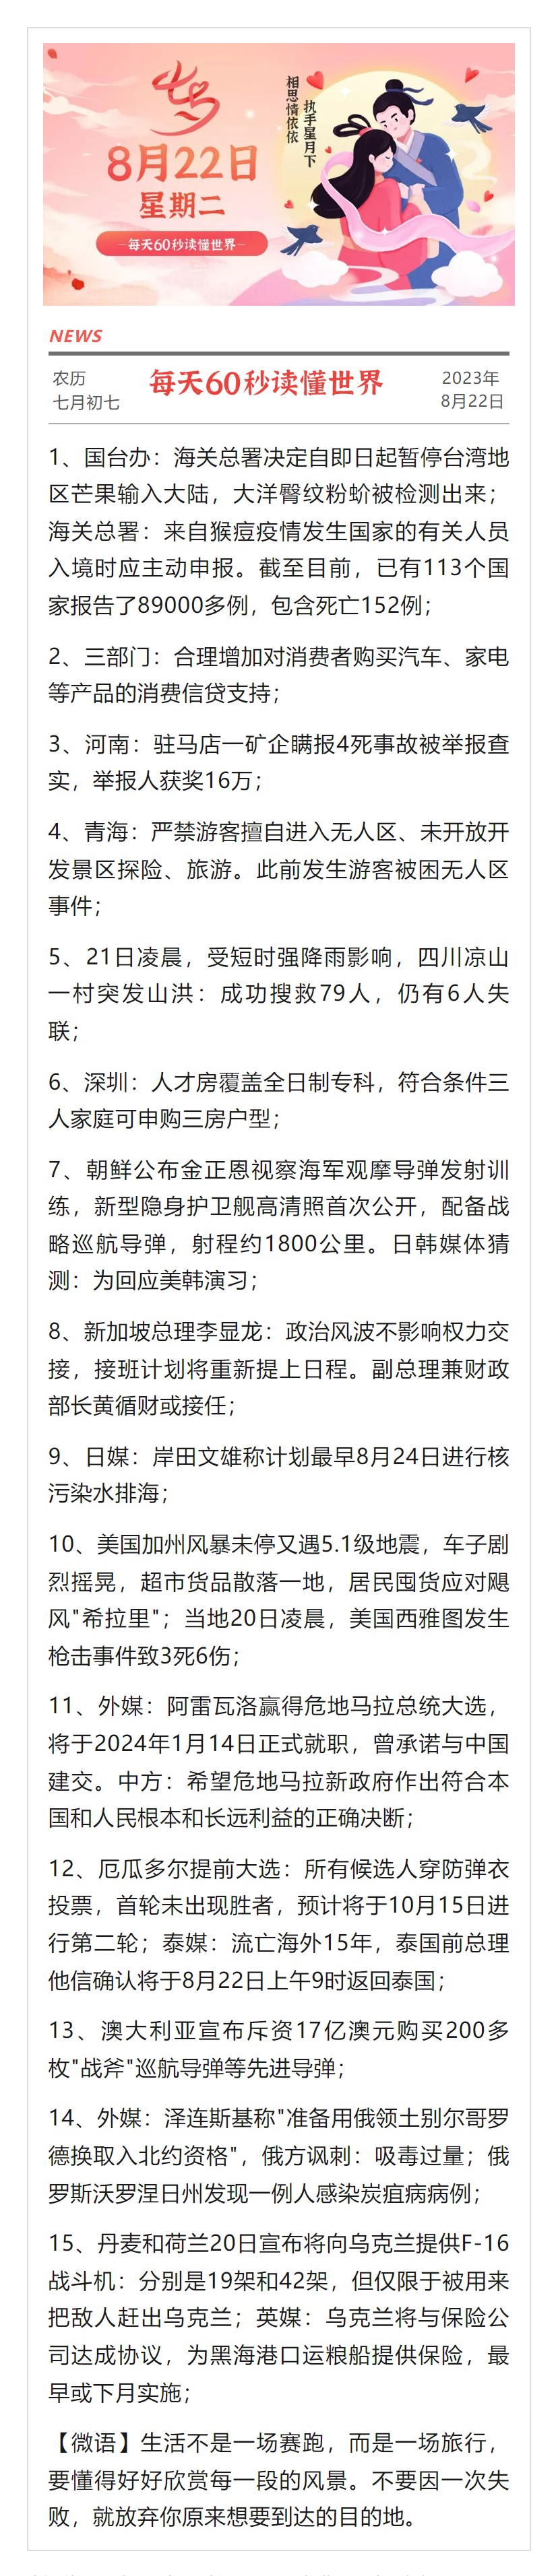 七夕
8月22日
星期二
—每天60秒读懂世界—
相思情依依
执手星月下
NEWS
农历
七月初七
每天60秒读懂世界
2023年
8月22日
1、国台办：海关总署决定自即日起暂停台湾地
区芒果输入大陆，大洋臀纹粉蚧被检测出来；
海关总署：来自猴痘疫情发生国家的有关人员
入境时应主动申报。截至目前，已有113个国
家报告了89000多例，包含死亡152例；
2、三部门：合理增加对消费者购买汽车、家电
等产品的消费信贷支持；
3、河南：驻马店一矿企瞒报4死事故被举报查
实，举报人获奖16万；
4、青海：严禁游客擅自进入无人区、未开放开
发景区探险、旅游。此前发生游客被困无人区
事件；
5、21日凌晨，受短时强降雨影响，四川凉山
一村突发山洪：成功搜救79人，仍有6人失
联；
6、深圳：人才房覆盖全日制专科，符合条件三
人家庭可申购三房户型；
7、朝鲜公布金正恩视察海军观摩导弹发射训
练，新型隐身护卫舰高清照首次公开，配备战
略巡航导弹，射程约1800公里。日韩媒体猜
测：为回应美韩演习；
8、新加坡总理李显龙：政治风波不影响权力交
接，接班计划将重新提上日程。副总理兼财政
部长黄循财或接任；
9、日媒：岸田文雄称计划最早8月24日进行核
污染水排海；
10、美国加州风暴未停又遇5.1级地震，车子剧
烈摇晃，超市货品散落一地，居民囤货应对飓
风"希拉里"；当地20日凌晨，美国西雅图发生
枪击事件致3死6伤；
11、外媒：阿雷瓦洛赢得危地马拉总统大选，
将于2024年1月14日正式就职，曾承诺与中国
建交。中方：希望危地马拉新政府作出符合本
国和人民根本和长远利益的正确决断；
12、厄瓜多尔提前大选：所有候选人穿防弹衣
投票，首轮未出现胜者，预计将于10月15日进
行第二轮；泰媒：流亡海外15年，泰国前总理
他信确认将于8月22日上午9时返回泰国；
13、澳大利亚宣布斥资17亿澳元购买200多
枚"战斧"巡航导弹等先进导弹；
14、外媒：泽连斯基称"准备用俄领土别尔哥罗
德换取入北约资格"，俄方讽刺：吸毒过量；俄
罗斯沃罗涅日州发现一例人感染炭疽病病例；
15、丹麦和荷兰20日宣布将向乌克兰提供F-16
战斗机：分别是19架和42架，但仅限于被用来
把敌人赶出乌克兰；英媒：乌克兰将与保险公
司达成协议，为黑海港口运粮船提供保险，最
早或下月实施；
【微语】生活不是一场赛跑，而是一场旅行，
要懂得好好欣赏每一段的风景。不要因一次失
败，就放弃你原来想要到达的目的地。